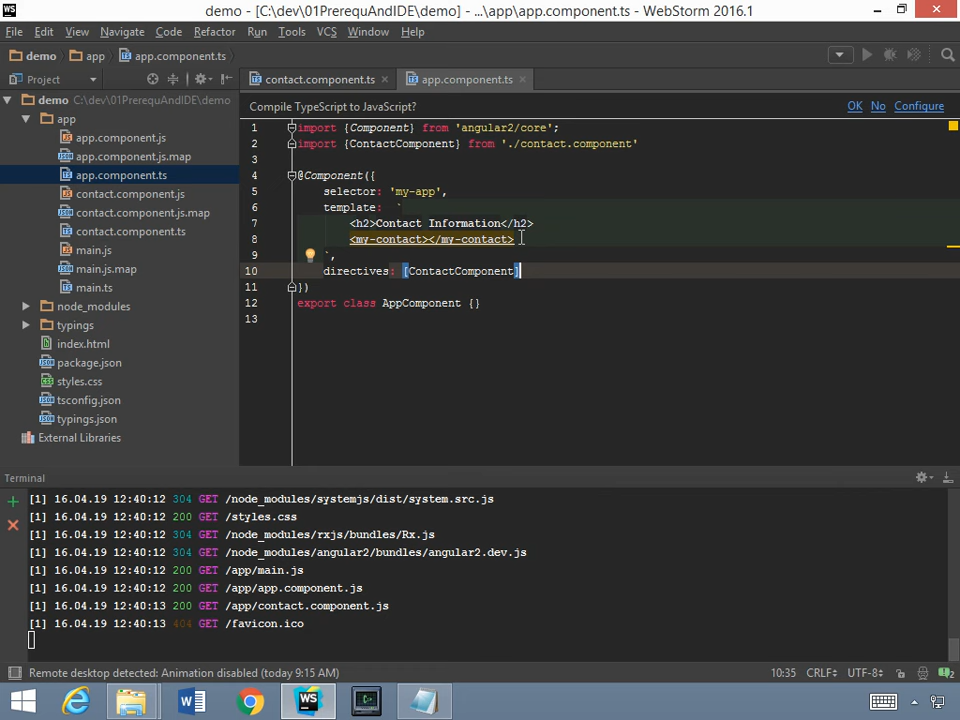 WS
demo - [C:\dev\01PrerequAndIDE\demo] - ...\app\app.component.ts - WebStorm 2016.1
File Edit View Navigate Code Refactor Run Tools VCS Window Help
demo app app.component.ts
Project contact.component.ts app.component.ts
demo C:\dev\01PrerequAndIDE\demo
app
app.component.js
app.component.js.map
app.component.ts
contact.component.js
contact.component.js.map
contact.component.ts
main.js
main.js.map
main.ts
node_modules
typings
index.html
package.json
styles.css
tsconfig.json
typings.json
External Libraries
Compile TypeScript to JavaScript? OK No Configure
1 import {Component} from 'angular2/core';
2 import {ContactComponent} from './contact.component'
3
4 @Component({
5 selector: 'my-app',
6 template: `
7 <h2>Contact Information</h2>
8 <my-contact></my-contact>
9 `,
10 directives: [ContactComponent]
11 })
12 export class AppComponent {}
13
Terminal
[1] 16.04.19 12:40:12 304 GET /node_modules/systemjs/dist/system.src.js
[1] 16.04.19 12:40:12 200 GET /styles.css
[1] 16.04.19 12:40:12 304 GET /node_modules/rxjs/bundles/Rx.js
[1] 16.04.19 12:40:12 304 GET /node_modules/angular2/bundles/angular2.dev.js
[1] 16.04.19 12:40:12 200 GET /app/main.js
[1] 16.04.19 12:40:12 200 GET /app/app.component.js
[1] 16.04.19 12:40:13 200 GET /app/contact.component.js
[1] 16.04.19 12:40:13 404 GET /favicon.ico
Remote desktop detected: Animation disabled (today 9:15 AM) 10:35 CRLF UTF-8 2
WS